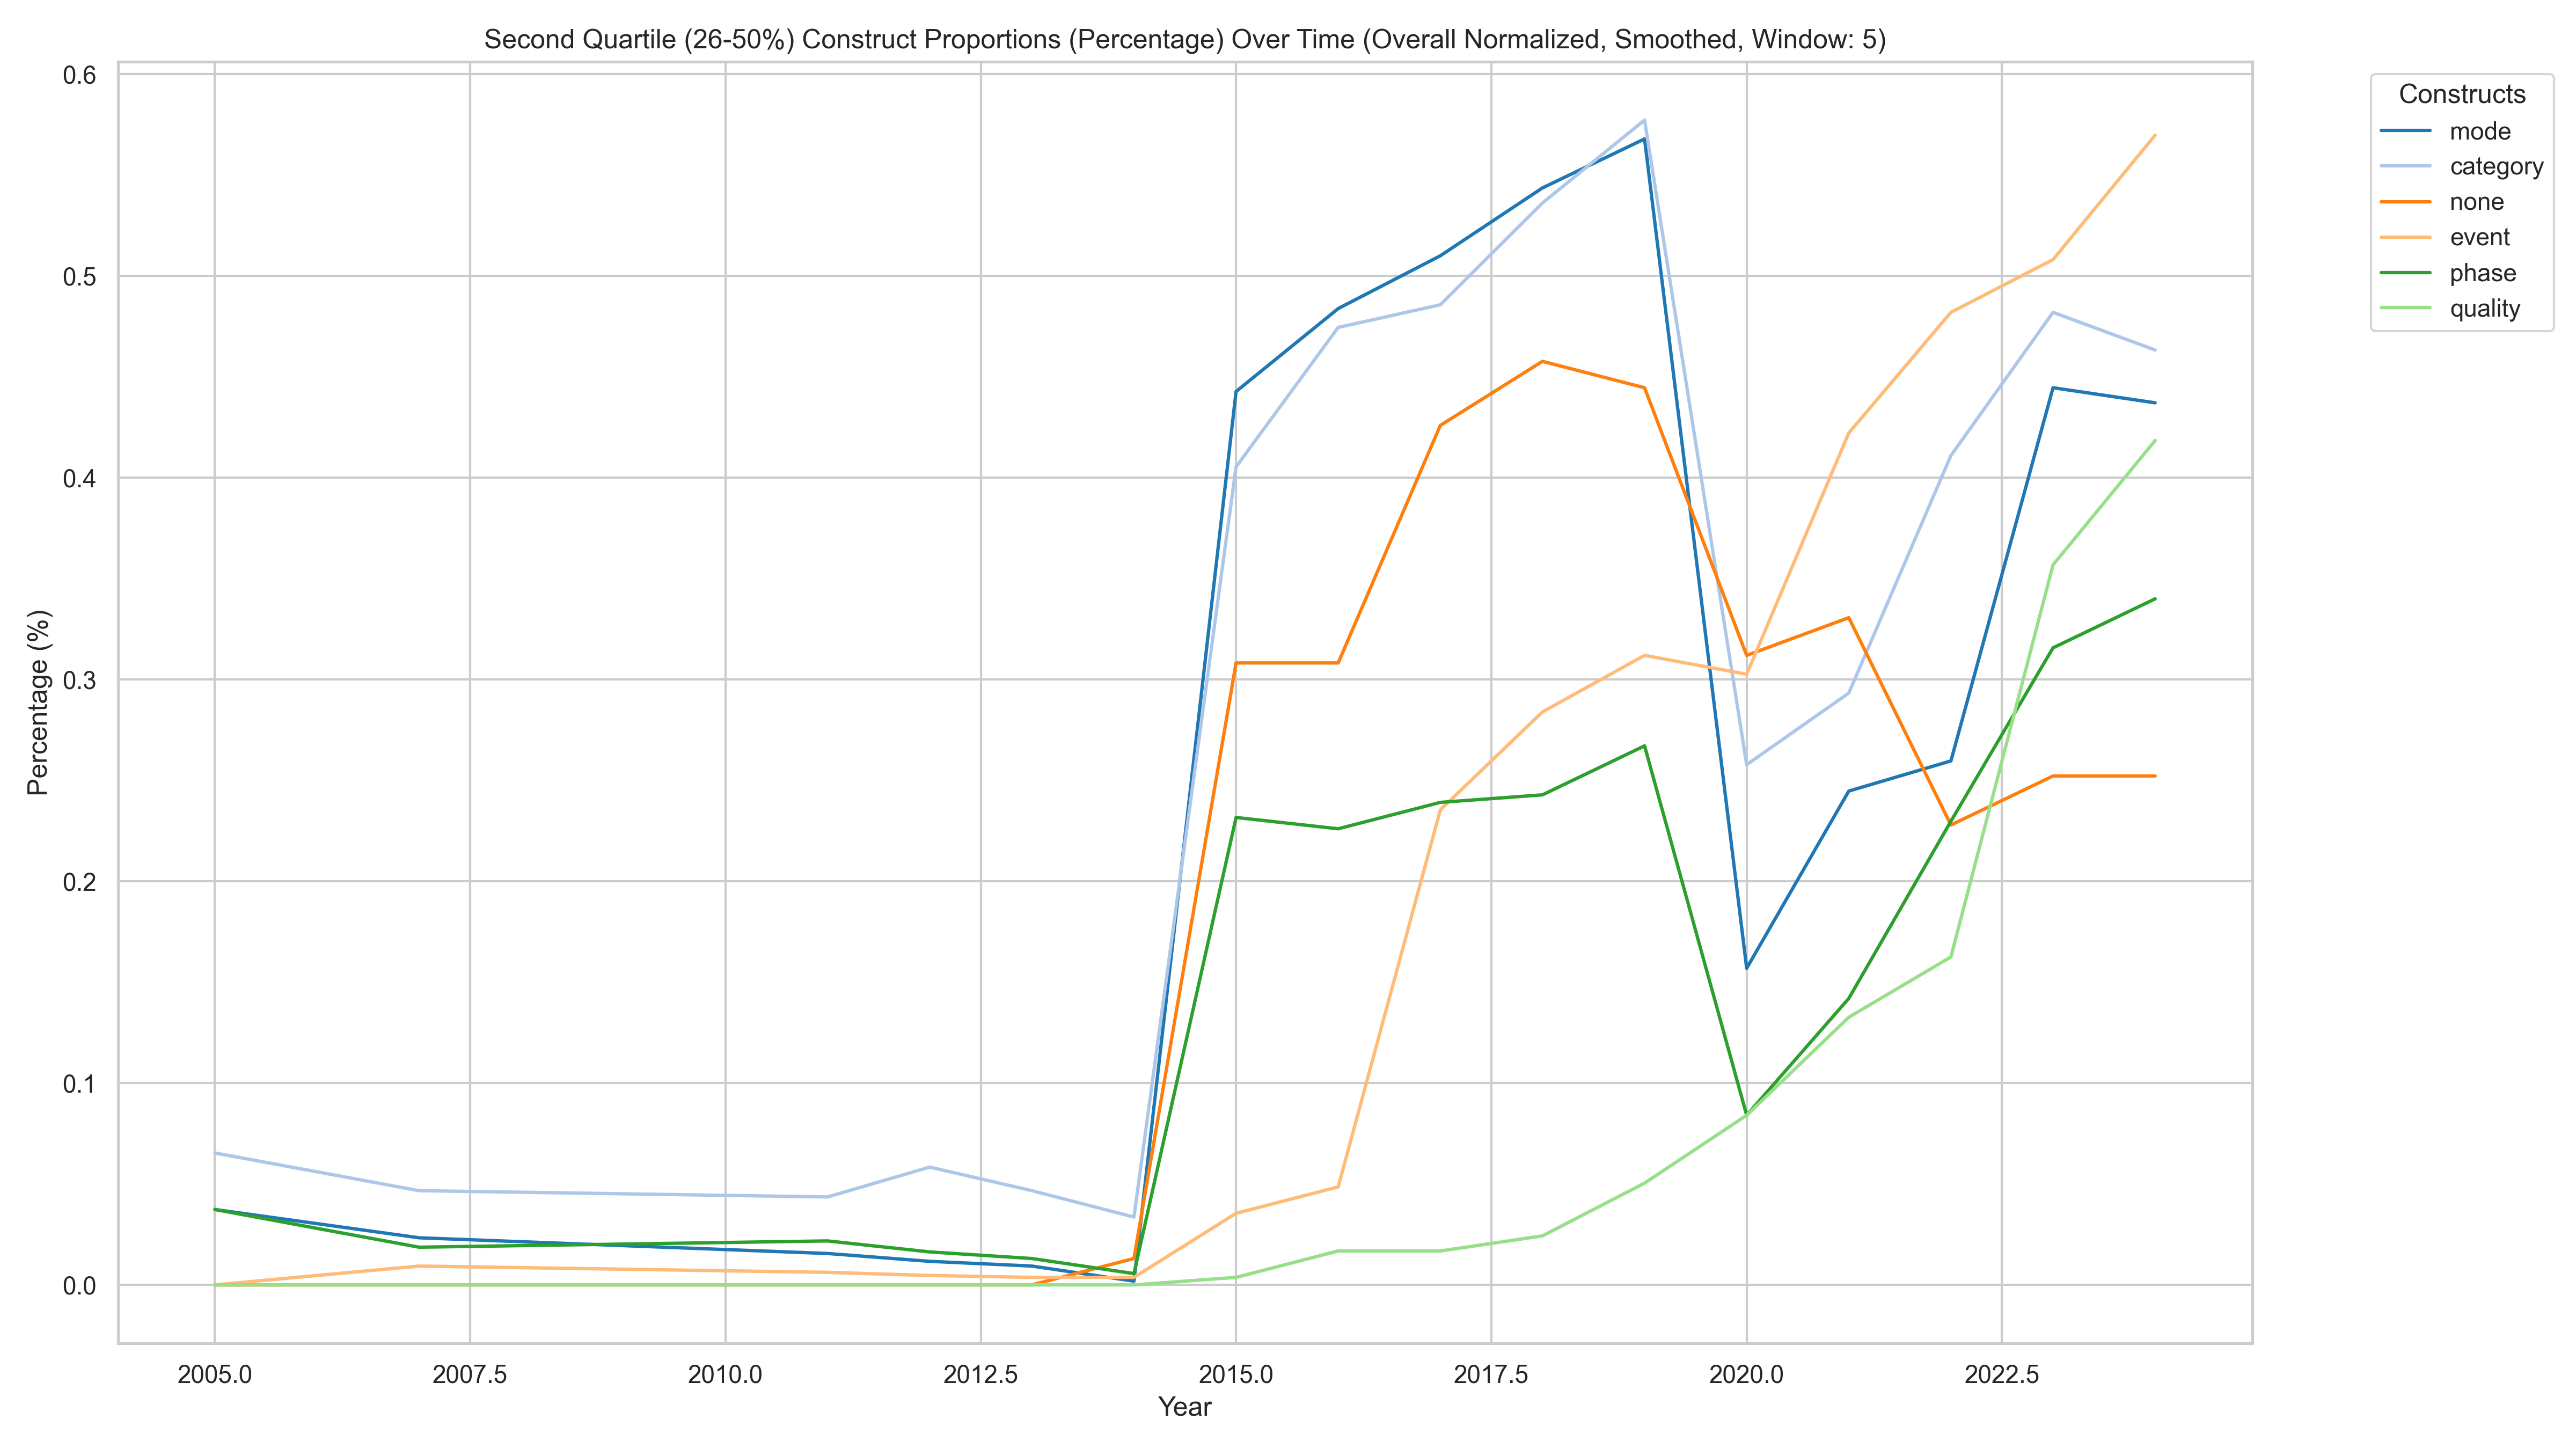 Second Quartile (26-50%) Construct Proportions (Percentage) Over Time (Overall Normalized, Smoothed, Window: 5)
Constructs
mode
category
none
event
phase
quality
Percentage (%)
0.6
0.5
0.4
0.3
0.2
0.1
0.0
2005.0 2007.5 2010.0 2012.5 2015.0 2017.5 2020.0 2022.5
Year